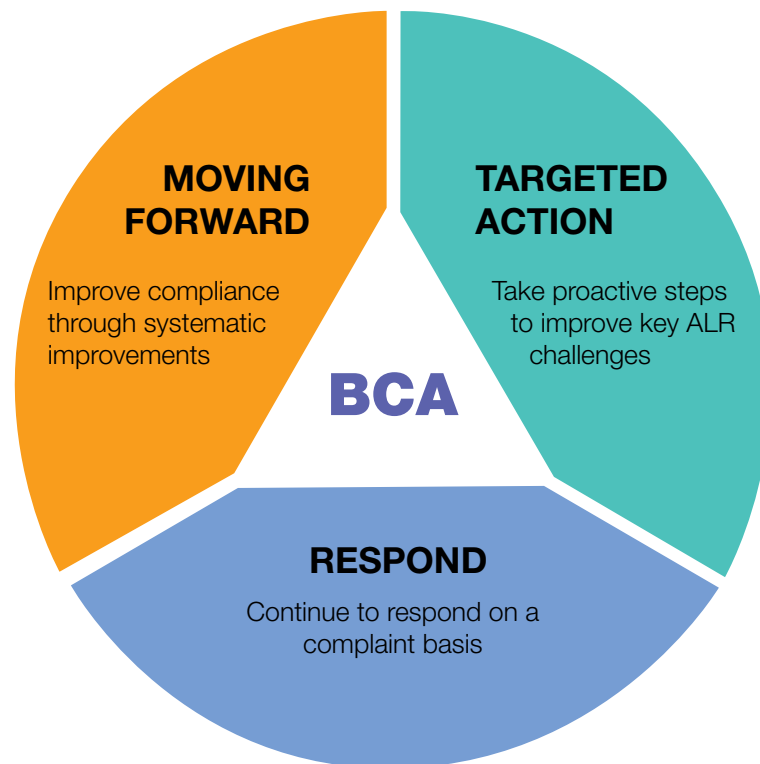 MOVING
FORWARD
Improve compliance
through systematic
improvements
TARGETED
ACTION
Take proactive steps
to improve key ALR
challenges
BCA
RESPOND
Continue to respond on a
complaint basis